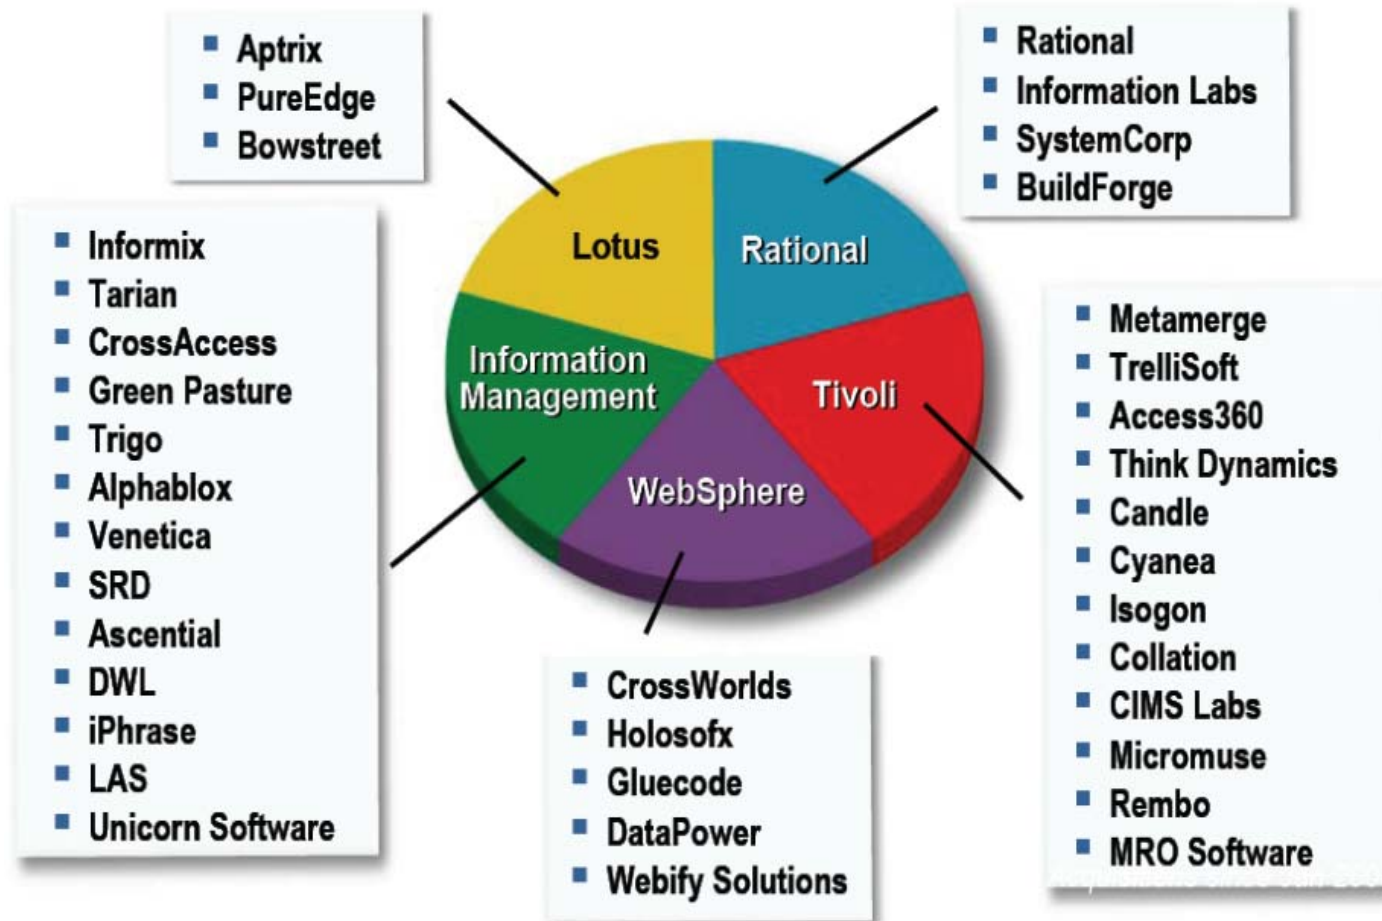 Aptrix
PureEdge
Bowstreet
Rational
Information Labs
SystemCorp
BuildForge
Lotus
Rational
Information
Management
Tivoli
WebSphere
Informix
Tarian
CrossAccess
Green Pasture
Trigo
Alphablox
Venetica
SRD
Ascential
DWL
iPhrase
LAS
Unicorn Software
CrossWorlds
Holosofx
Gluecode
DataPower
Webify Solutions
Metamerge
TrelliSoft
Access360
Think Dynamics
Candle
Cyanea
Isogon
Collation
CIMS Labs
Micromuse
Rembo
MRO Software